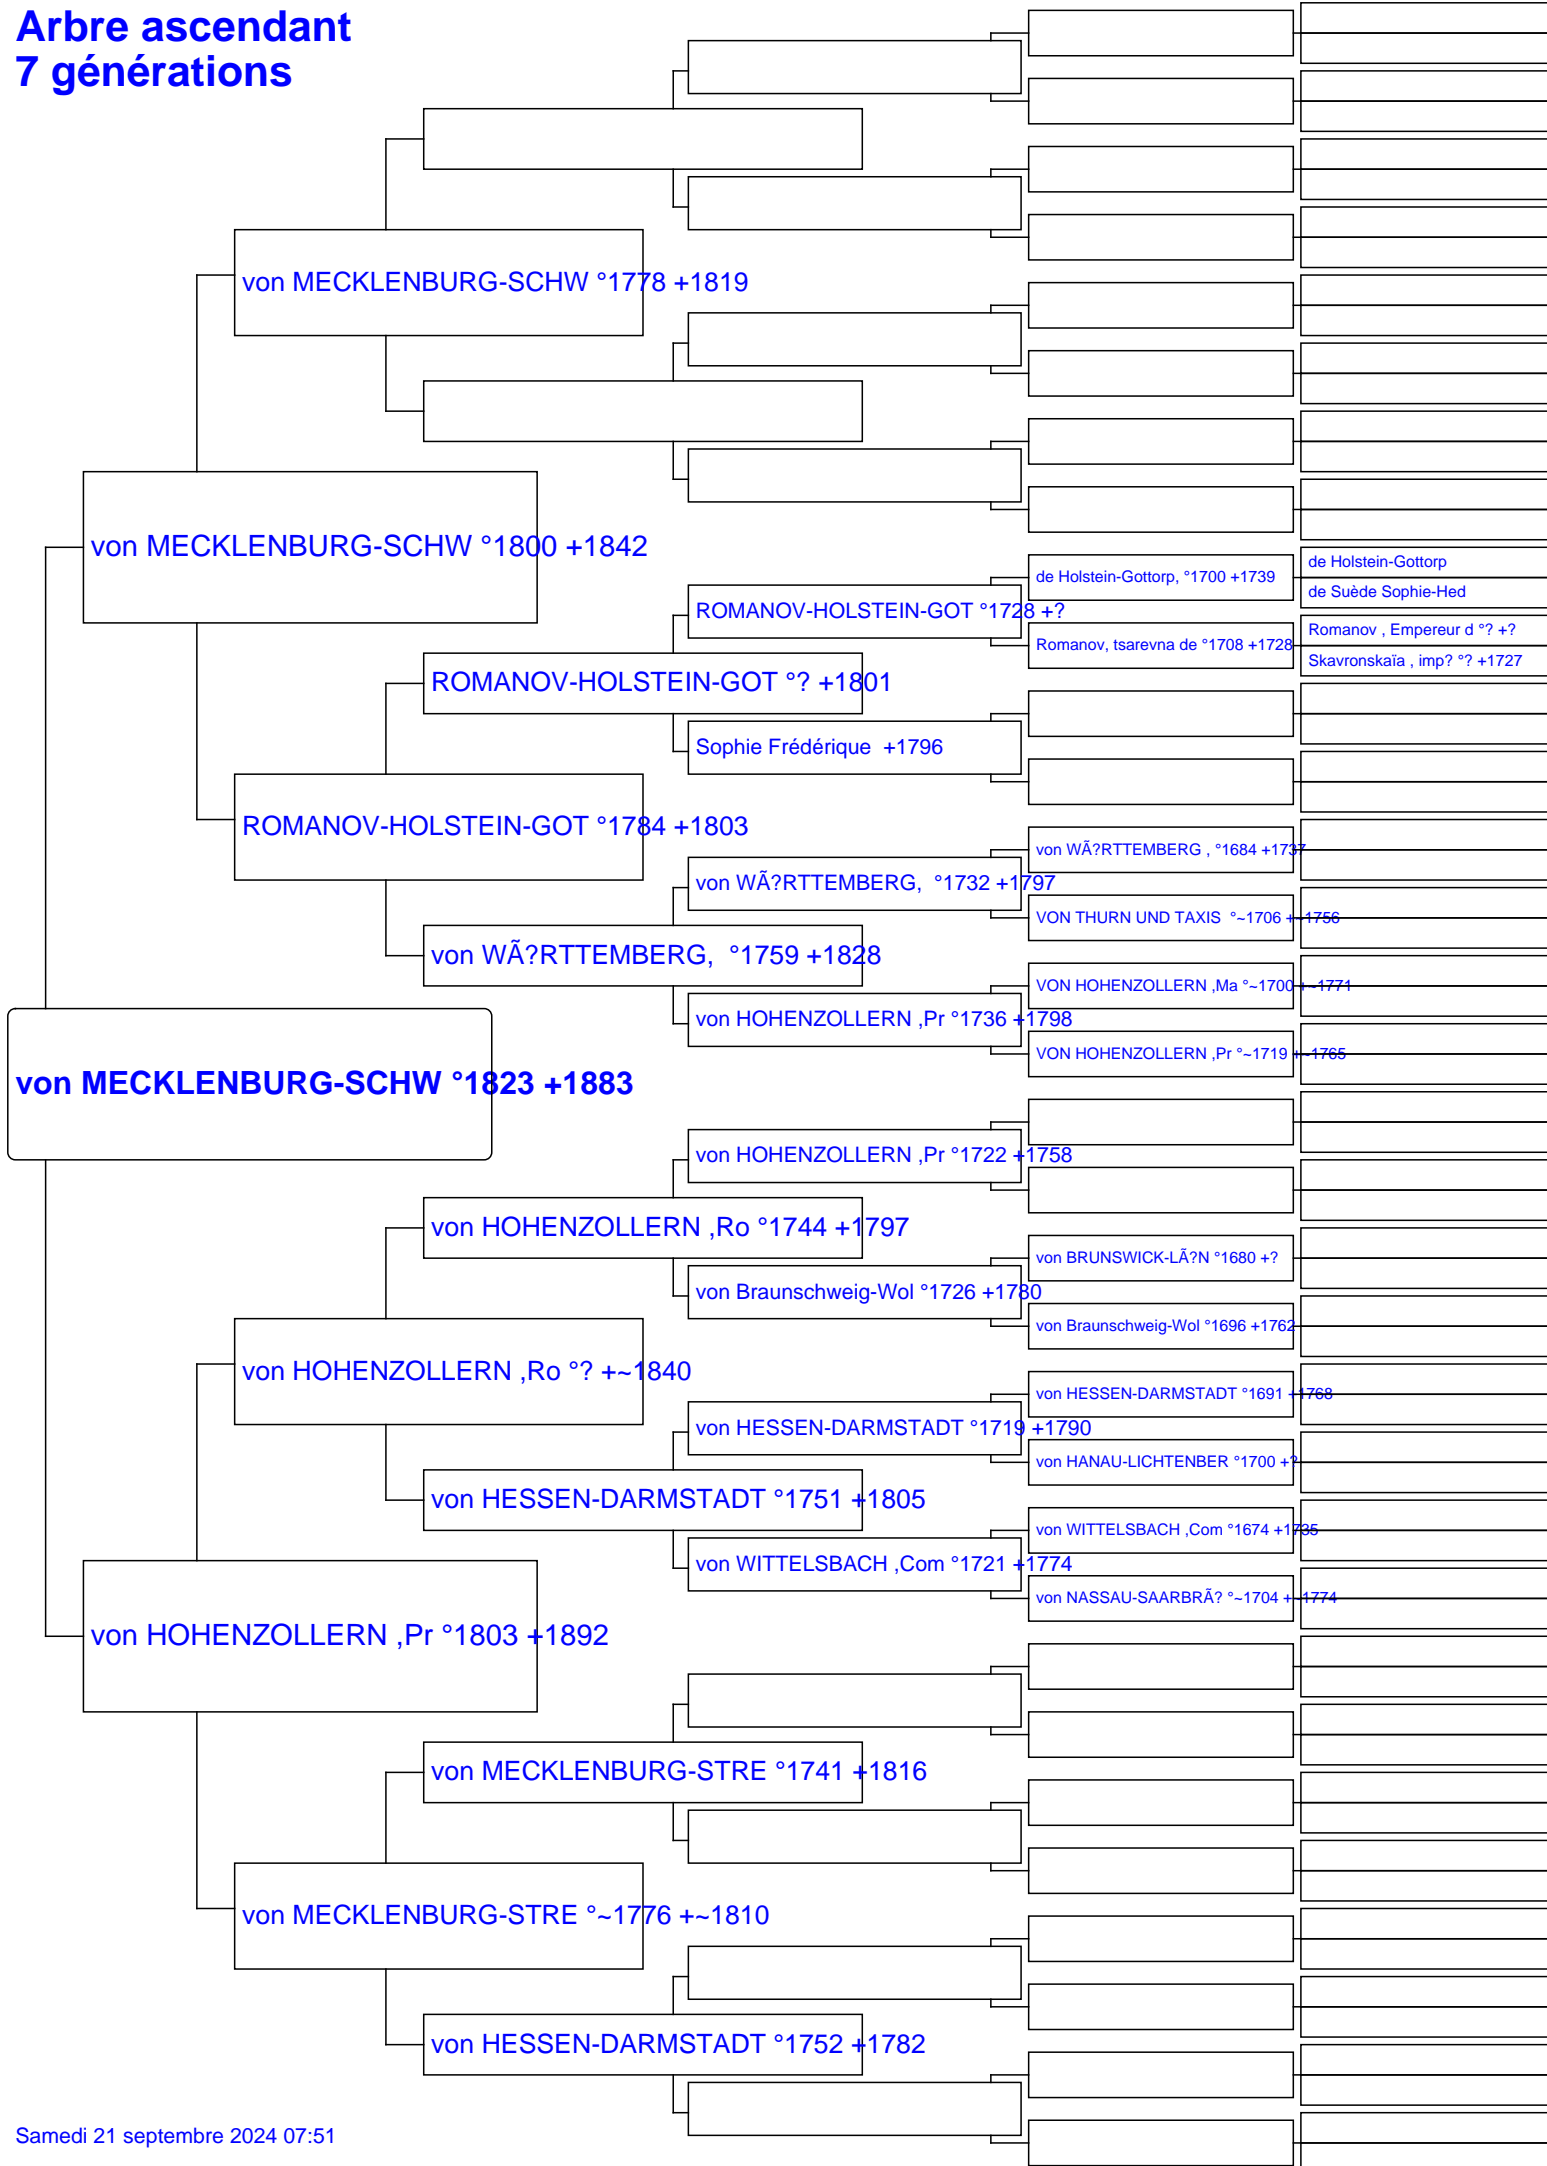 Arbre ascendant
7 générations
von MECKLENBURG-SCHW °1778 +1819
von MECKLENBURG-SCHW °1800 +1842
de Holstein-Gottorp, °1700 +1739
de Holstein-Gottorp
de Suède Sophie-Hed
ROMANOV-HOLSTEIN-GOT °1728 +?
Romanov, tsarevna de °1708 +1728
Romanov , Empereur d °? +?
Skavronskaïa , imp? °? +1727
ROMANOV-HOLSTEIN-GOT °? +1801
Sophie Frédérique  +1796
ROMANOV-HOLSTEIN-GOT °1784 +1803
von WÃ?RTTEMBERG , °1684 +1737
von WÃ?RTTEMBERG,  °1732 +1797
VON THURN UND TAXIS  °~1706 +~1756
von WÃ?RTTEMBERG,  °1759 +1828
VON HOHENZOLLERN ,Ma °~1700 +~1771
von HOHENZOLLERN ,Pr °1736 +1798
VON HOHENZOLLERN ,Pr °~1719 +~1765
von MECKLENBURG-SCHW °1823 +1883
von HOHENZOLLERN ,Pr °1722 +1758
von HOHENZOLLERN ,Ro °1744 +1797
von BRUNSWICK-LÃ?N °1680 +?
von Braunschweig-Wol °1726 +1780
von Braunschweig-Wol °1696 +1762
von HOHENZOLLERN ,Ro °? +~1840
von HESSEN-DARMSTADT °1691 +1768
von HESSEN-DARMSTADT °1719 +1790
von HANAU-LICHTENBER °1700 +?
von HESSEN-DARMSTADT °1751 +1805
von WITTELSBACH ,Com °1674 +1735
von WITTELSBACH ,Com °1721 +1774
von NASSAU-SAARBRÃ? °~1704 +~1774
von HOHENZOLLERN ,Pr °1803 +1892
von MECKLENBURG-STRE °1741 +1816
von MECKLENBURG-STRE °~1776 +~1810
von HESSEN-DARMSTADT °1752 +1782
Samedi 21 septembre 2024 07:51